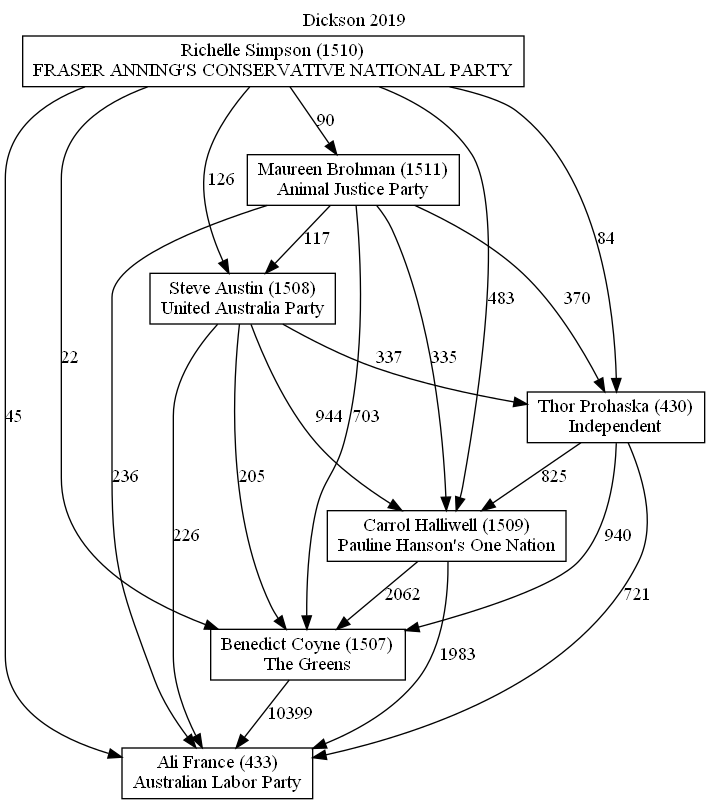 Dickson 2019
Richelle Simpson (1510)
FRASER ANNING'S CONSERVATIVE NATIONAL PARTY
90
Maureen Brohman (1511)
Animal Justice Party
126
84
117
Steve Austin (1508)
United Australia Party
483
370
22
337
335
Thor Prohaska (430)
Independent
45
944
703
236
205
825
Carrol Halliwell (1509)
Pauline Hanson's One Nation
226
940
2062
721
Benedict Coyne (1507)
The Greens
1983
10399
Ali France (433)
Australian Labor Party